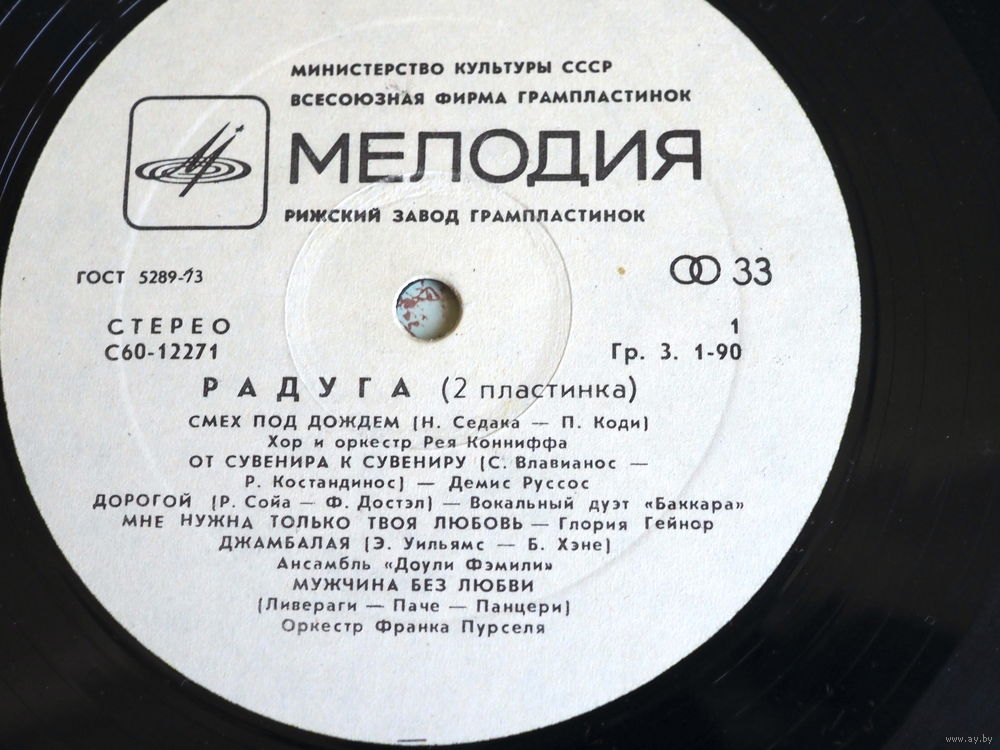 МИНИСТЕРСТВО КУЛЬТУРЫ СССР
ВСЕСОЮЗНАЯ ФИРМА ГРАМПЛАСТИНОК
МЕЛОДИЯ
РИЖСКИЙ ЗАВОД ГРАМПЛАСТИНОК
ГОСТ 5289-73
33
СТЕРЕО
1
С60-12271
Гр. 3. 1-90
РАДУГА (2 пластинка)
СМЕХ ПОД ДОЖДЕМ (Н. Седака — П. Коди)
Хор и оркестр Рея Конниффа
ОТ СУВЕНИРА К СУВЕНИРУ (С. Влавианос —
Р. Костандинос) — Демис Руссос
ДОРОГОЙ (Р. Сойа — Ф. Достэл) — Вокальный дуэт «Баккара»
МНЕ НУЖНА ТОЛЬКО ТВОЯ ЛЮБОВЬ — Глория Гейнор
ДЖАМБАЛАЯ (Э. Уильямс — Б. Хэне)
Ансамбль «Доули Фэмили»
МУЖЧИНА БЕЗ ЛЮБВИ
(Ливераги — Паче — Панцери)
Оркестр Франка Пурселя
www.ay.by